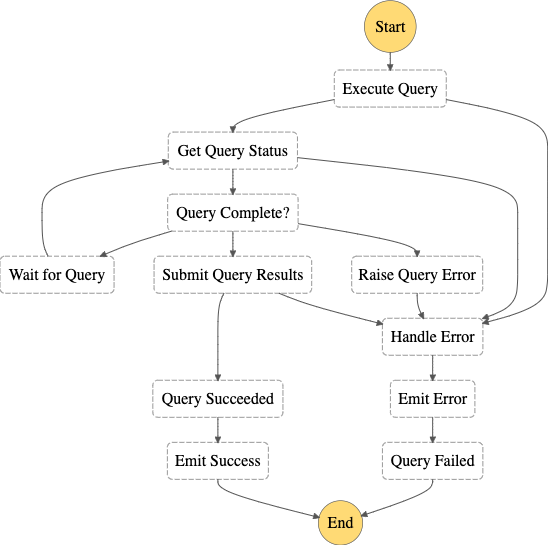 Start
Execute Query
Get Query Status
Query Complete?
Wait for Query
Submit Query Results
Raise Query Error
Handle Error
Query Succeeded
Emit Error
Emit Success
Query Failed
End